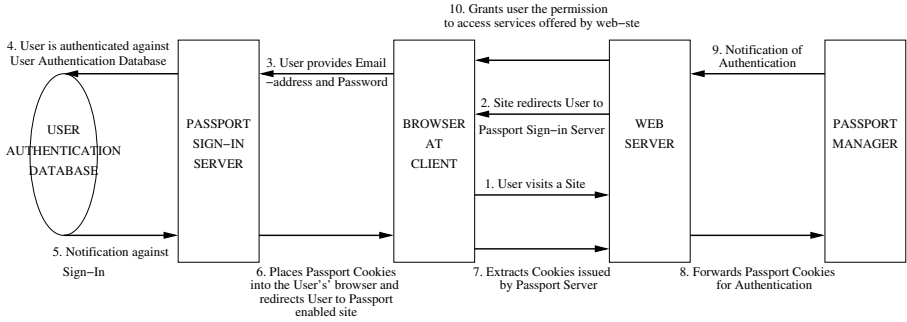 10. Grants user the permission
to access services offered by web-ste
4. User is authenticated against
User Authentication Database
3. User provides Email
-address and Password
9. Notification of
Authentication
2. Site redirects User to
Passport Sign-in Server
USER
AUTHENTICATION
DATABASE
PASSPORT
SIGN-IN
SERVER
BROWSER
AT
CLIENT
WEB
SERVER
PASSPORT
MANAGER
1. User visits a Site
5. Notification against
Sign-In
6. Places Passport Cookies
into the User's' browser and
redirects User to Passport
enabled site
7. Extracts Cookies issued
by Passport Server
8. Forwards Passport Cookies
for Authentication